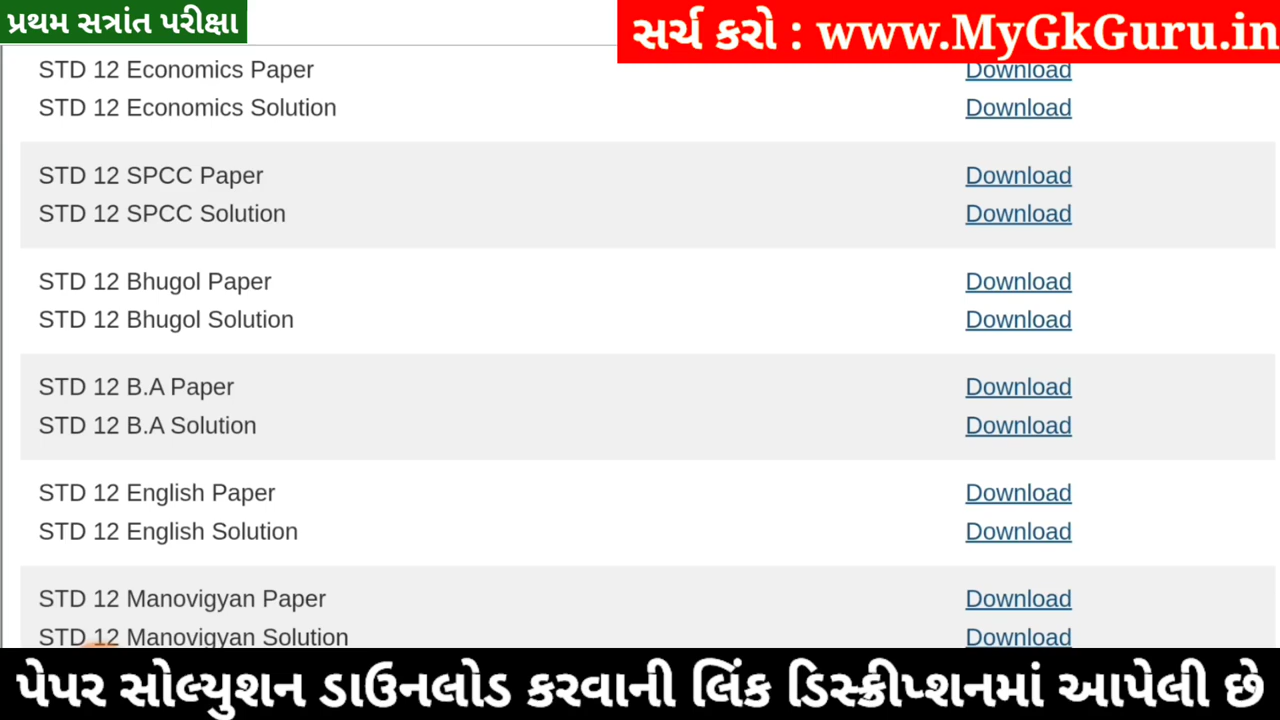 પ્રથમ સત્રાંત પરીક્ષા
સર્ચ કરો : www.MyGkGuru.in
STD 12 Economics Paper Download
STD 12 Economics Solution Download
STD 12 SPCC Paper Download
STD 12 SPCC Solution Download
STD 12 Bhugol Paper Download
STD 12 Bhugol Solution Download
STD 12 B.A Paper Download
STD 12 B.A Solution Download
STD 12 English Paper Download
STD 12 English Solution Download
STD 12 Manovigyan Paper Download
STD 12 Manovigyan Solution Download
પેપર સોલ્યુશન ડાઉનલોડ કરવાની લિંક ડિસ્ક્રીપ્શનમાં આપેલી છે